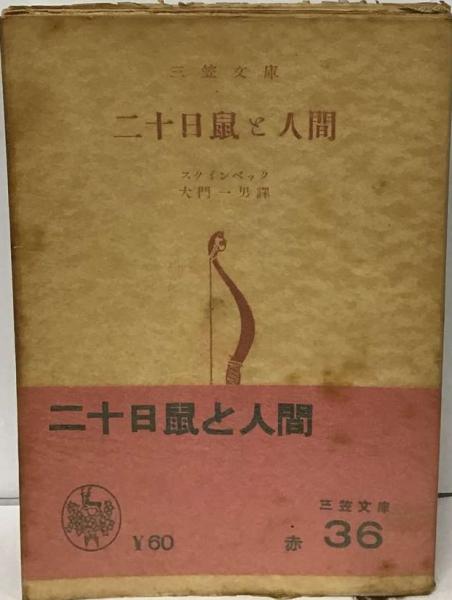 三笠文庫
二十日鼠と人間
スタインベック
大門一男譯
二十日鼠と人間
三笠文庫
¥60
赤 36